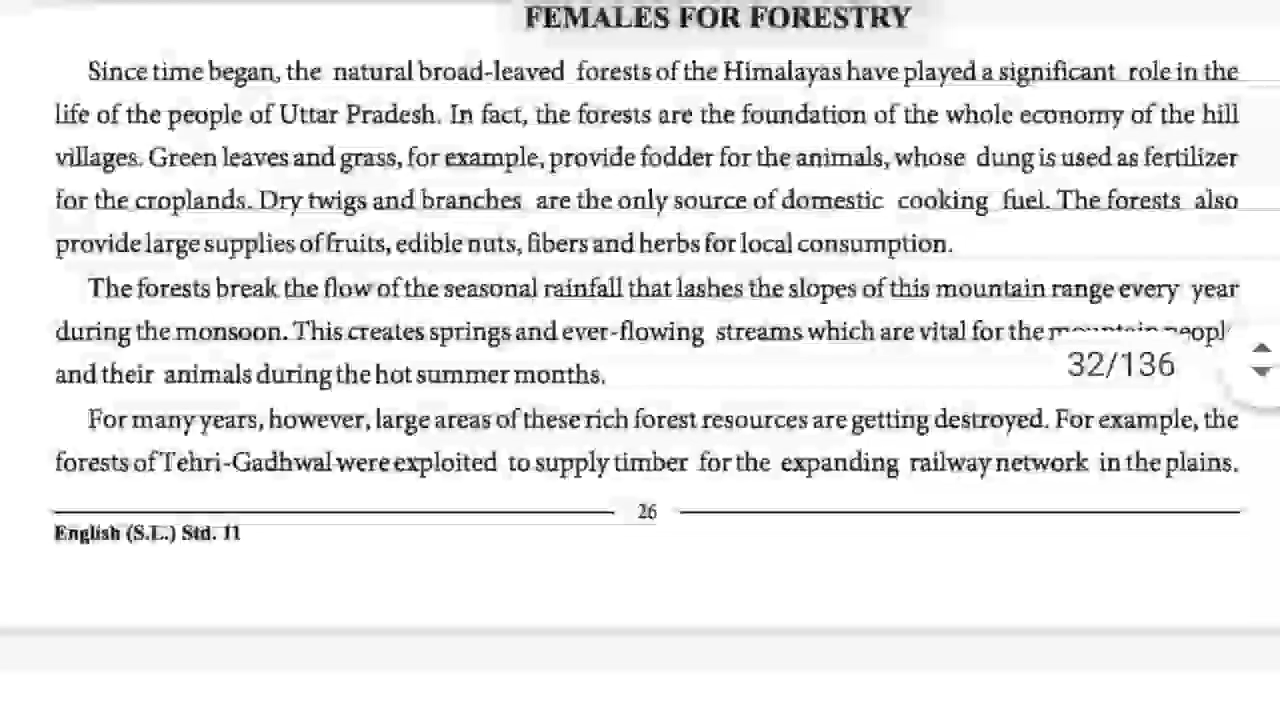 FEMALES FOR FORESTRY
Since time began, the natural broad-leaved forests of the Himalayas have played a significant role in the
life of the people of Uttar Pradesh. In fact, the forests are the foundation of the whole economy of the hill
villages. Green leaves and grass, for example, provide fodder for the animals, whose dung is used as fertilizer
for the croplands. Dry twigs and branches are the only source of domestic cooking fuel. The forests also
provide large supplies of fruits, edible nuts, fibers and herbs for local consumption.
The forests break the flow of the seasonal rainfall that lashes the slopes of this mountain range every year
during the monsoon. This creates springs and ever-flowing streams which are vital for the
32/136
and their animals during the hot summer months.
For many years, however, large areas of these rich forest resources are getting destroyed. For example, the
forests of Tehri-Gadhwal were exploited to supply timber for the expanding railway network in the plains.
26
English (S.L.) Std. 11